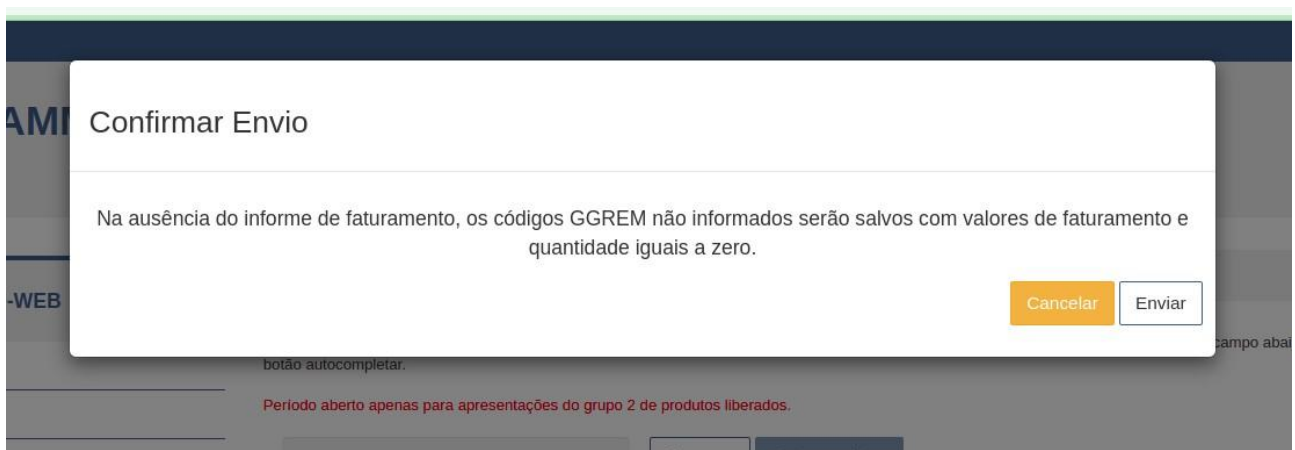 Confirmar Envio
Na ausência do informe de faturamento, os códigos GGREM não informados serão salvos com valores de faturamento e
quantidade iguais a zero.
-WEB
Cancelar Enviar
campo abai
botão autocompletar.
Período aberto apenas para apresentações do grupo 2 de produtos liberados.